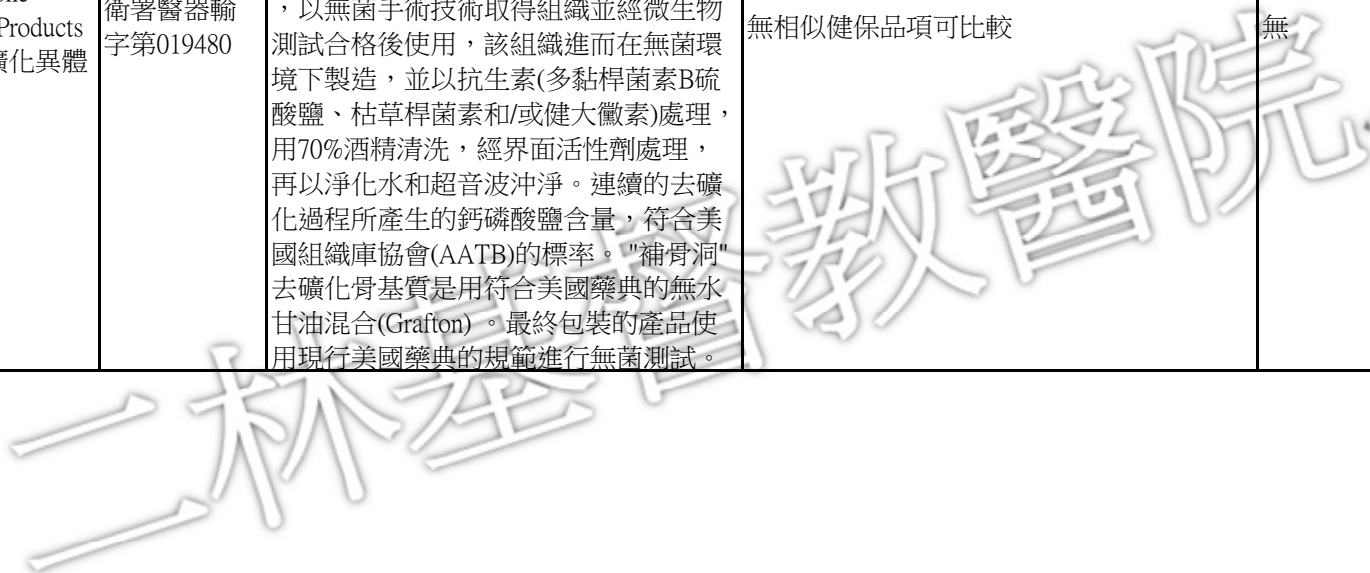 Products
廣化異體
衛署醫器輸
字第019480
，以無菌手術技術取得組織並經微生物
測試合格後使用，該組織進而在無菌環
境下製造，並以抗生素(多黏桿菌素B硫
酸鹽、枯草桿菌素和/或健大黴素)處理，
用70%酒精清洗，經界面活性劑處理，
再以淨化水和超音波沖淨。連續的去礦
化過程所產生的鈣磷酸鹽含量，符合美
國組織庫協會(AATB)的標率。 "補骨洞"
去礦化骨基質是用符合美國藥典的無水
甘油混合(Grafton) 。最終包裝的產品使
用現行美國藥典的規範進行無菌測試。
無相似健保品項可比較
無
二林基督教醫院